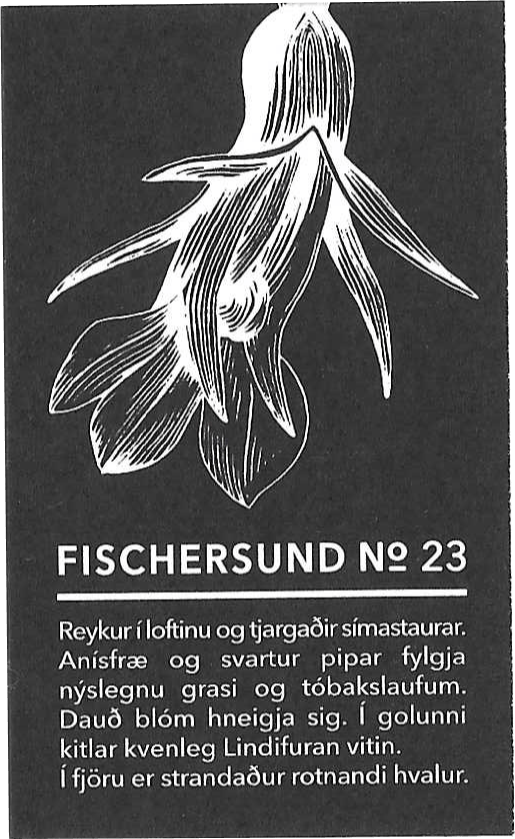 FISCHERSUND Nº 23
Reykur í loftinu og tjargaðir símastaurar.
Anísfræ og svartur pipar fylgja
nýslegnu grasi og tóbakslaufum.
Dauð blóm hneigja sig. Í golunni
kitlar kvenleg Lindifuran vitin.
Í fjöru er strandaður rotnandi hvalur.